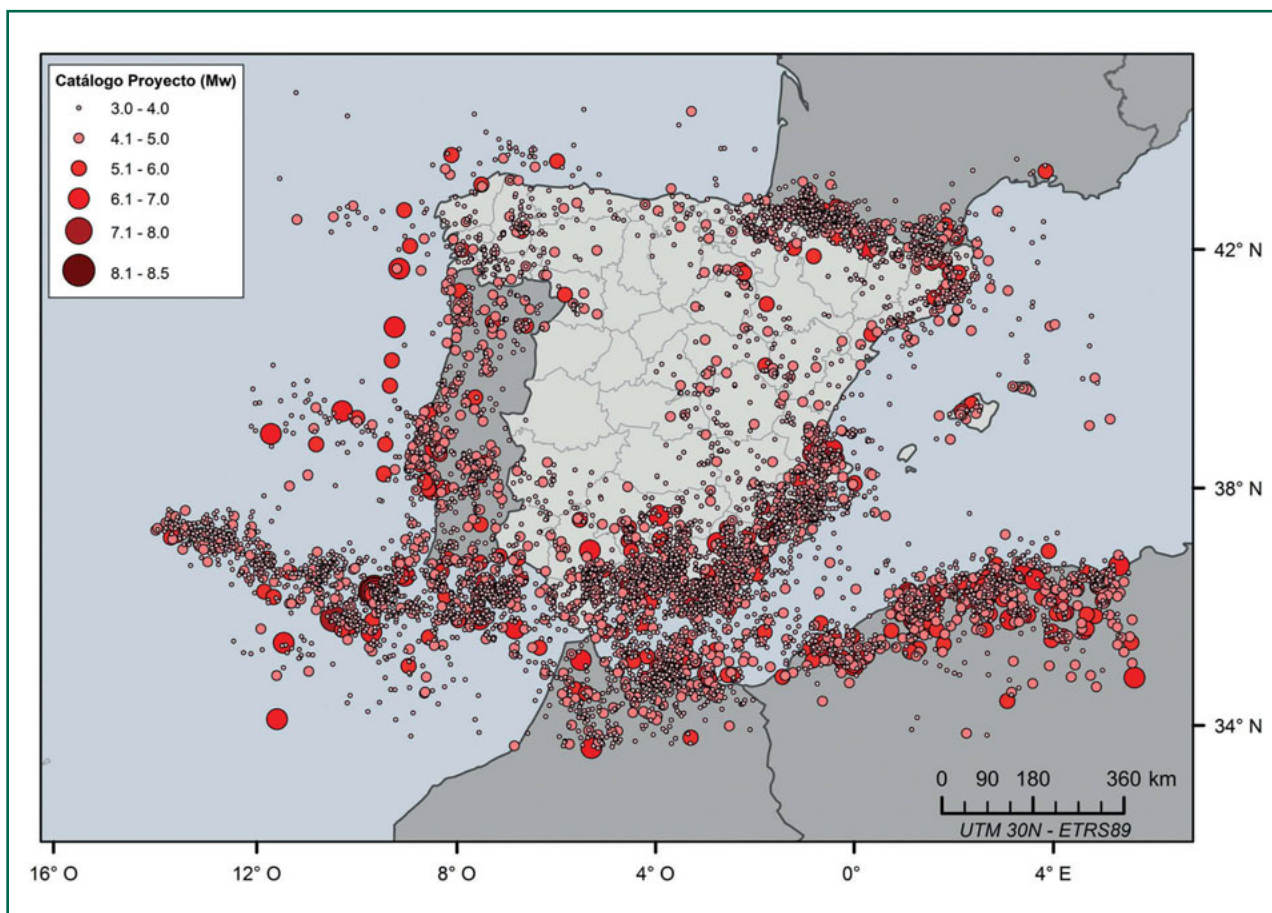 Catálogo Proyecto (Mw)
3.0 - 4.0
4.1 - 5.0
5.1 - 6.0
6.1 - 7.0
7.1 - 8.0
8.1 - 8.5
42° N
38° N
34° N
0 90 180 360 km
UTM 30N - ETRS89
16° O 12° O 8° O 4° O 0° 4° E